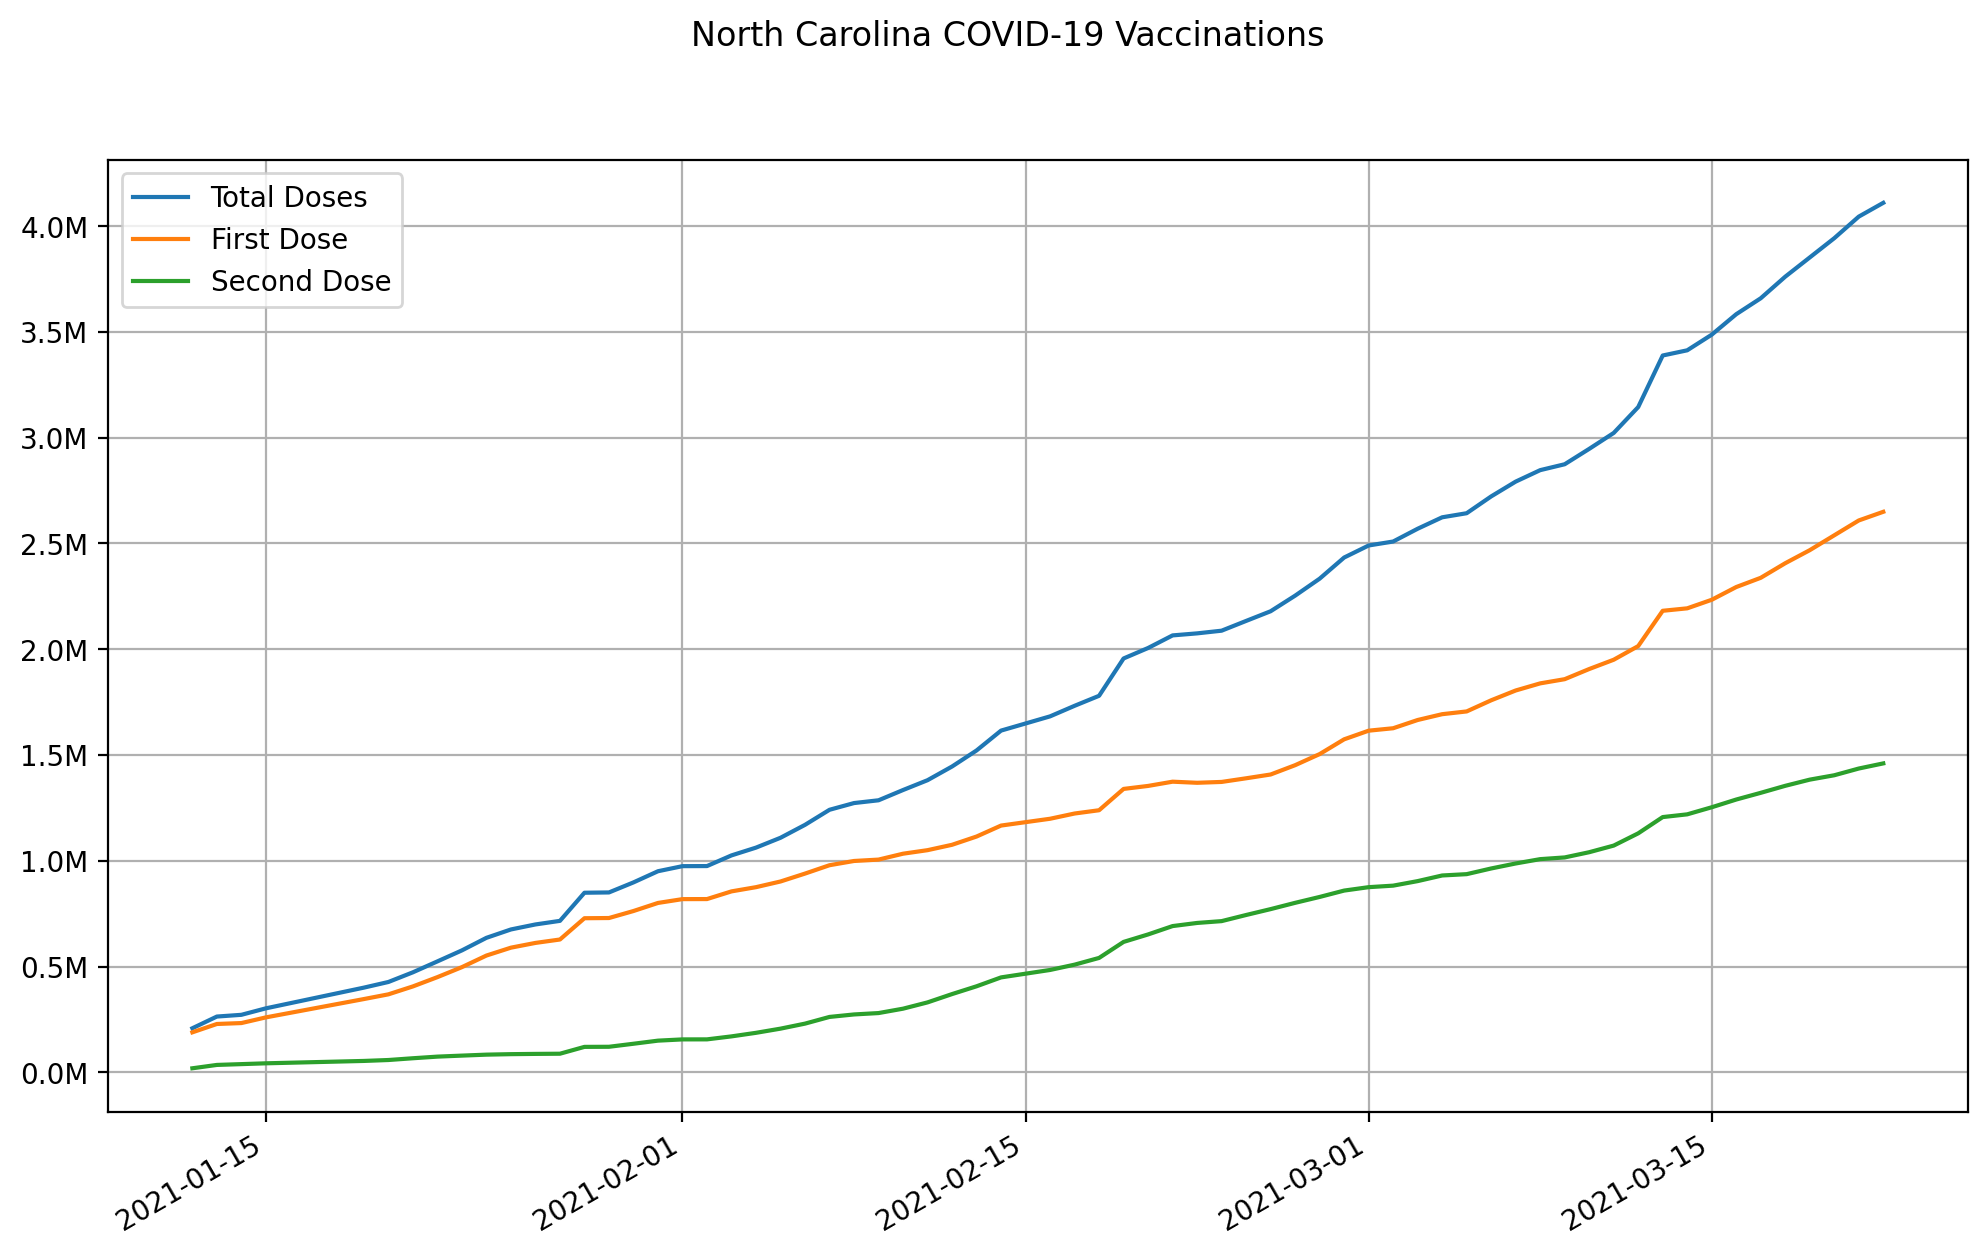 North Carolina COVID-19 Vaccinations
Total Doses
First Dose
Second Dose
4.0M
3.5M
3.0M
2.5M
2.0M
1.5M
1.0M
0.5M
0.0M
2021-01-15
2021-02-01
2021-02-15
2021-03-01
2021-03-15